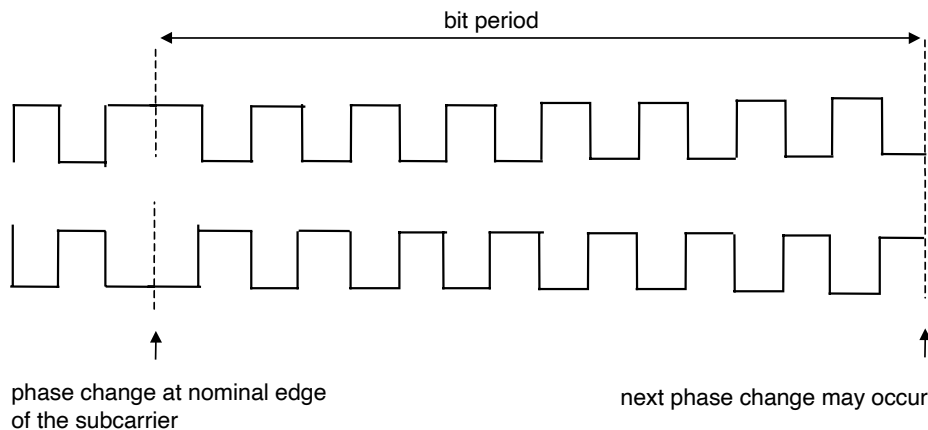 bit period
phase change at nominal edge
of the subcarrier
next phase change may occur